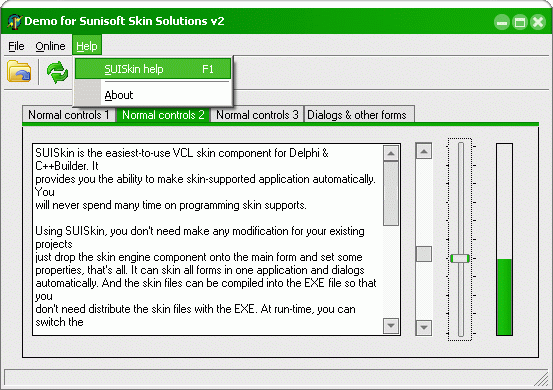 Demo for Sunisoft Skin Solutions v2
File Online Help
SUISkin help F1
About
Normal controls 1 Normal controls 2 Normal controls 3 Dialogs & other forms
SUISkin is the easiest-to-use VCL skin component for Delphi &
C++Builder. It
provides you the ability to make skin-supported application automatically.
You
will never spend many time on programming skin supports.
Using SUISkin, you don't need make any modification for your existing
projects
just drop the skin engine component onto the main form and set some
properties, that's all. It can skin all forms in one application and dialogs
automatically. And the skin files can be compiled into the EXE file so that
you
don't need distribute the skin files with the EXE. At run-time, you can
switch the